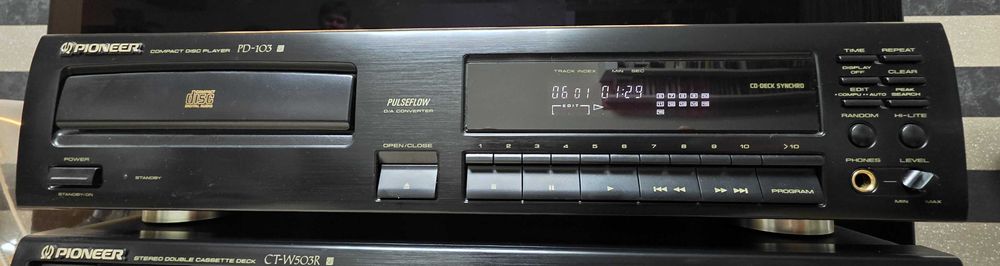 PIONEER COMPACT DISC PLAYER PD-103
COMPACT
disc
DIGITAL AUDIO
PULSEFLOW
D/A CONVERTER
POWER
STANDBY
STANDBY/ON
OPEN/CLOSE
TRACK INDEX MIN SEC
06 01 01:29
EDIT
CD·DECK SYNCHRO
1 2 3 4 5 6 7 8 9 10 >10
PROGRAM
TIME REPEAT
DISPLAY OFF CLEAR
EDIT
•COMPU ••AUTO
PEAK SEARCH
RANDOM HI-LITE
PHONES LEVEL
MIN MAX
PIONEER STEREO DOUBLE CASSETTE DECK CT-W503R